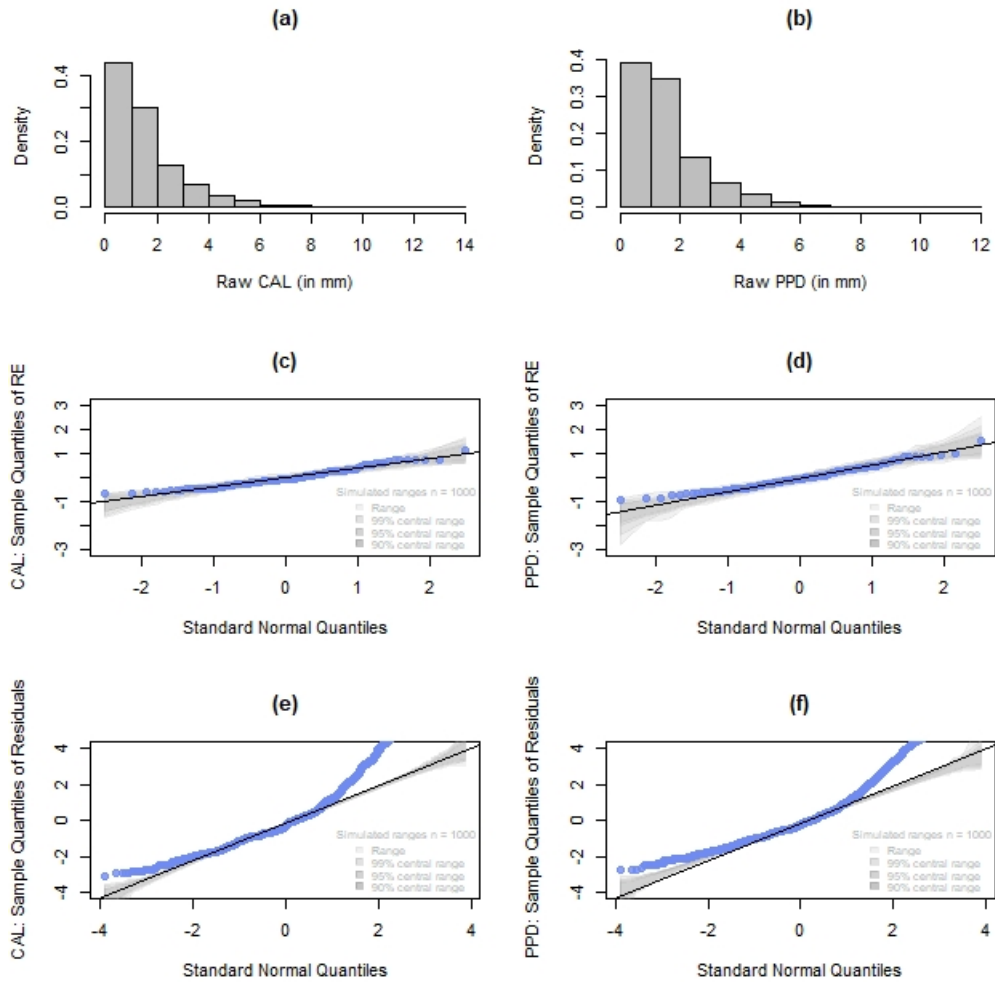 (a)
Density
0.0 0.2 0.4
0 2 4 6 8 10 12 14
Raw CAL (in mm)
(b)
Density
0.0 0.1 0.2 0.3 0.4
0 2 4 6 8 10 12
Raw PPD (in mm)
(c)
CAL: Sample Quantiles of RE
-3 -1 1 2 3
Simulated ranges n = 1000
Range
99% central range
95% central range
90% central range
-2 -1 0 1 2
Standard Normal Quantiles
(d)
PPD: Sample Quantiles of RE
-3 -1 1 2 3
Simulated ranges n = 1000
Range
99% central range
95% central range
90% central range
-2 -1 0 1 2
Standard Normal Quantiles
(e)
CAL: Sample Quantiles of Residuals
-4 -2 0 2 4
Simulated ranges n = 1000
Range
99% central range
95% central range
90% central range
-4 -2 0 2 4
Standard Normal Quantiles
(f)
PPD: Sample Quantiles of Residuals
-4 -2 0 2 4
Simulated ranges n = 1000
Range
99% central range
95% central range
90% central range
-4 -2 0 2 4
Standard Normal Quantiles